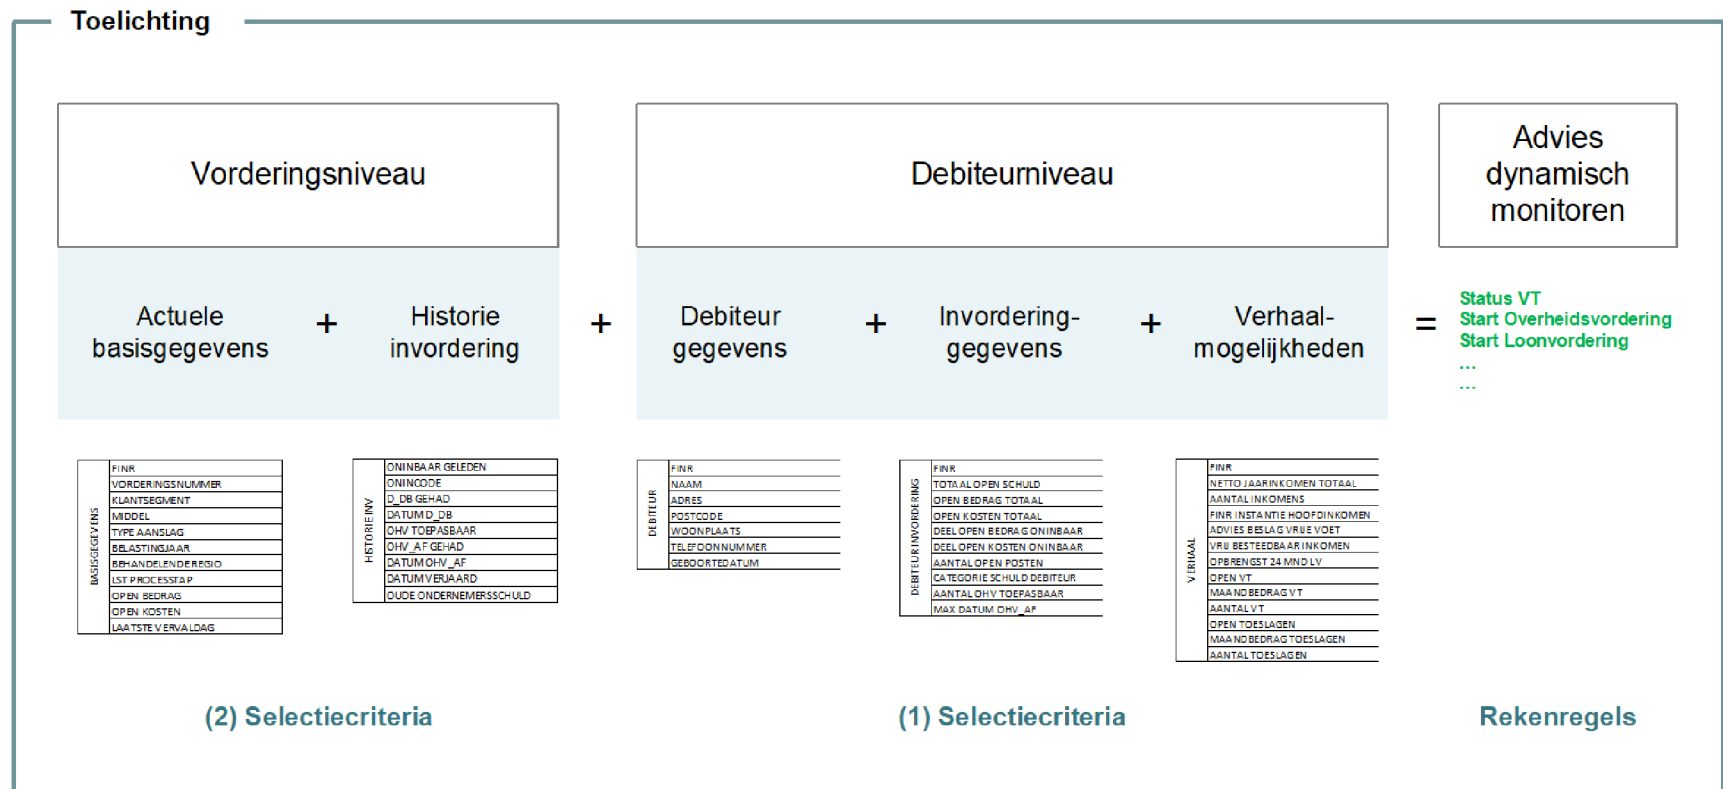 Toelichting
Vorderingsniveau
Debiteurniveau
Advies
dynamisch
monitoren
Actuele
basisgegevens
+
Historie
invordering
+
Debiteur
gegevens
+
Invordering-
gegevens
+
Verhaal-
mogelijkheden
=
Status VT
Start Overheidsvordering
Start Loonvordering
...
...
BASISGEGEVENS
FINR
VORDERINGSNUMMER
KLANTSEGMENT
MIDDEL
TYPE AANSLAG
BELASTINGJAAR
BEHANDELENDE REGIO
LST PROCESSTAP
OPEN BEDRAG
OPEN KOSTEN
LAATSTE VERVALDAG
HISTORIE INV
ONINBAAR GELEDEN
ONINCODE
D_DB GEHAD
DATUM D_DB
OHV TOEPASBAAR
OHV_AF GEHAD
DATUM OHV_AF
DATUM VERJAARD
OUDE ONDERNEMERSSCHULD
DEBITEUR
FINR
NAAM
ADRES
POSTCODE
WOONPLAATS
TELEFOONNUMMER
GEBOORTEDATUM
DEBITEUR INVORDERING
FINR
TOTAAL OPEN SCHULD
OPEN BEDRAG TOTAAL
OPEN KOSTEN TOTAAL
DEEL OPEN BEDRAG ONINBAAR
DEEL OPEN KOSTEN ONINBAAR
AANTAL OPEN POSTEN
CATEGORIE SCHULD DEBITEUR
AANTAL OHV TOEPASBAAR
MAX DATUM OHV_AF
VERHAAL
FINR
NETTO JAARINKOMEN TOTAAL
AANTAL INKOMENS
FINR INSTANTIE HOOFDINKOMEN
ADVIES BESLAG VRIJE VOET
VRIJ BESTEEDBAAR INKOMEN
OPBRENGST 24 MND LV
OPEN VT
MAANDBEDRAG VT
AANTAL VT
OPEN TOESLAGEN
MAANDBEDRAG TOESLAGEN
AANTAL TOESLAGEN
(2) Selectiecriteria
(1) Selectiecriteria
Rekenregels